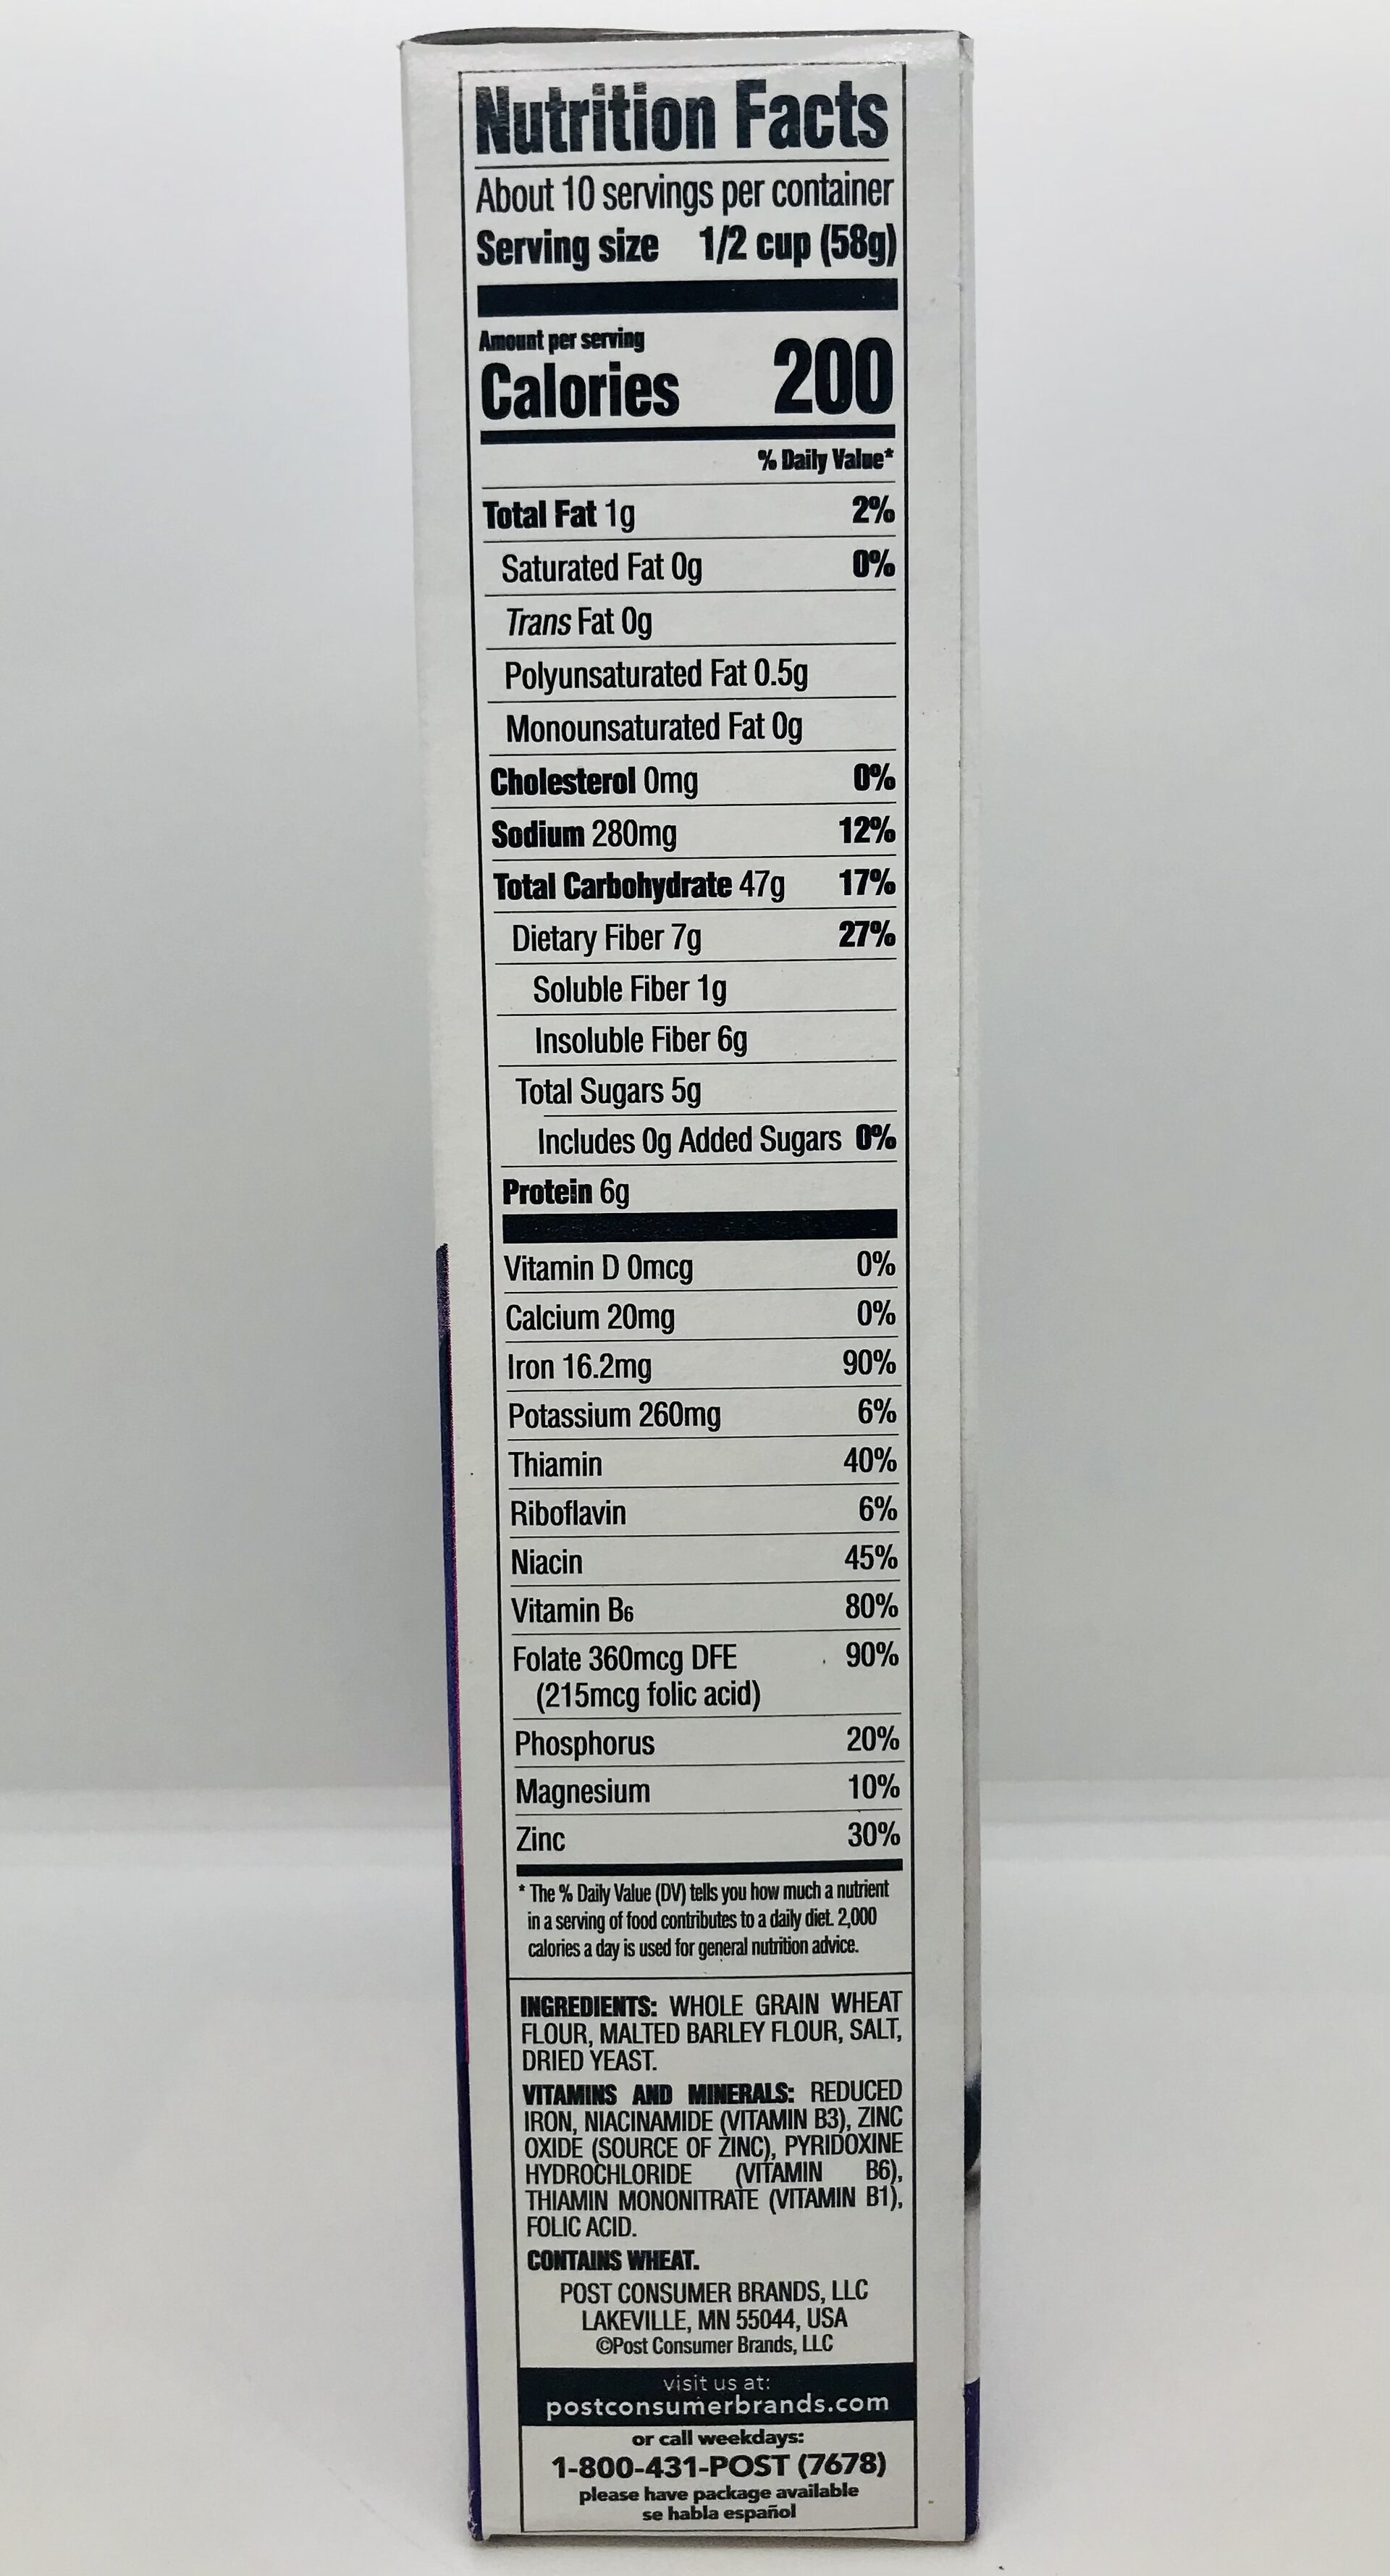 Nutrition Facts
About 10 servings per container
Serving size 1/2 cup (58g)
Amount per serving
Calories 200
% Daily Value*
Total Fat 1g 2%
Saturated Fat 0g 0%
Trans Fat 0g
Polyunsaturated Fat 0.5g
Monounsaturated Fat 0g
Cholesterol 0mg 0%
Sodium 280mg 12%
Total Carbohydrate 47g 17%
Dietary Fiber 7g 27%
Soluble Fiber 1g
Insoluble Fiber 6g
Total Sugars 5g
Includes 0g Added Sugars 0%
Protein 6g
Vitamin D 0mcg 0%
Calcium 20mg 0%
Iron 16.2mg 90%
Potassium 260mg 6%
Thiamin 40%
Riboflavin 6%
Niacin 45%
Vitamin B6 80%
Folate 360mcg DFE 90%
(215mcg folic acid)
Phosphorus 20%
Magnesium 10%
Zinc 30%
* The % Daily Value (DV) tells you how much a nutrient
in a serving of food contributes to a daily diet. 2,000
calories a day is used for general nutrition advice.
INGREDIENTS: WHOLE GRAIN WHEAT
FLOUR, MALTED BARLEY FLOUR, SALT,
DRIED YEAST.
VITAMINS AND MINERALS: REDUCED
IRON, NIACINAMIDE (VITAMIN B3), ZINC
OXIDE (SOURCE OF ZINC), PYRIDOXINE
HYDROCHLORIDE (VITAMIN B6),
THIAMIN MONONITRATE (VITAMIN B1),
FOLIC ACID.
CONTAINS WHEAT.
POST CONSUMER BRANDS, LLC
LAKEVILLE, MN 55044, USA
©Post Consumer Brands, LLC
visit us at:
postconsumerbrands.com
or call weekdays:
1-800-431-POST (7678)
please have package available
se habla español